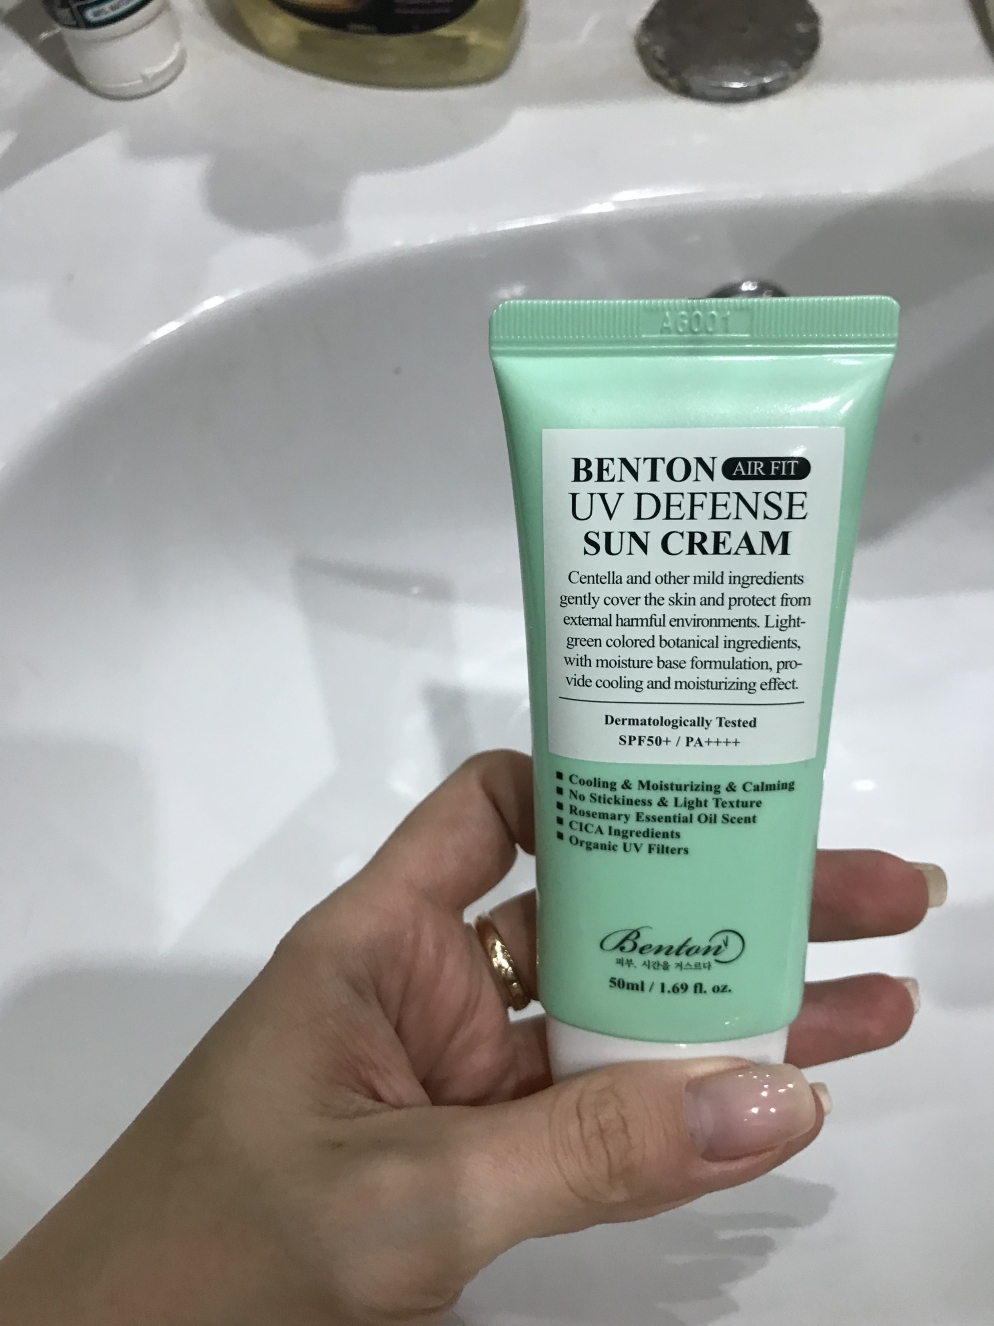 AG001
BENTON AIR FIT
UV DEFENSE
SUN CREAM
Centella and other mild ingredients
gently cover the skin and protect from
external harmful environments. Light-
green colored botanical ingredients,
with moisture base formulation, pro-
vide cooling and moisturizing effect.
Dermatologically Tested
SPF50+ / PA++++
■ Cooling & Moisturizing & Calming
■ No Stickiness & Light Texture
■ Rosemary Essential Oil Scent
■ CICA Ingredients
■ Organic UV Filters
Benton
피부, 시간을 거스르다
50ml / 1.69 fl. oz.